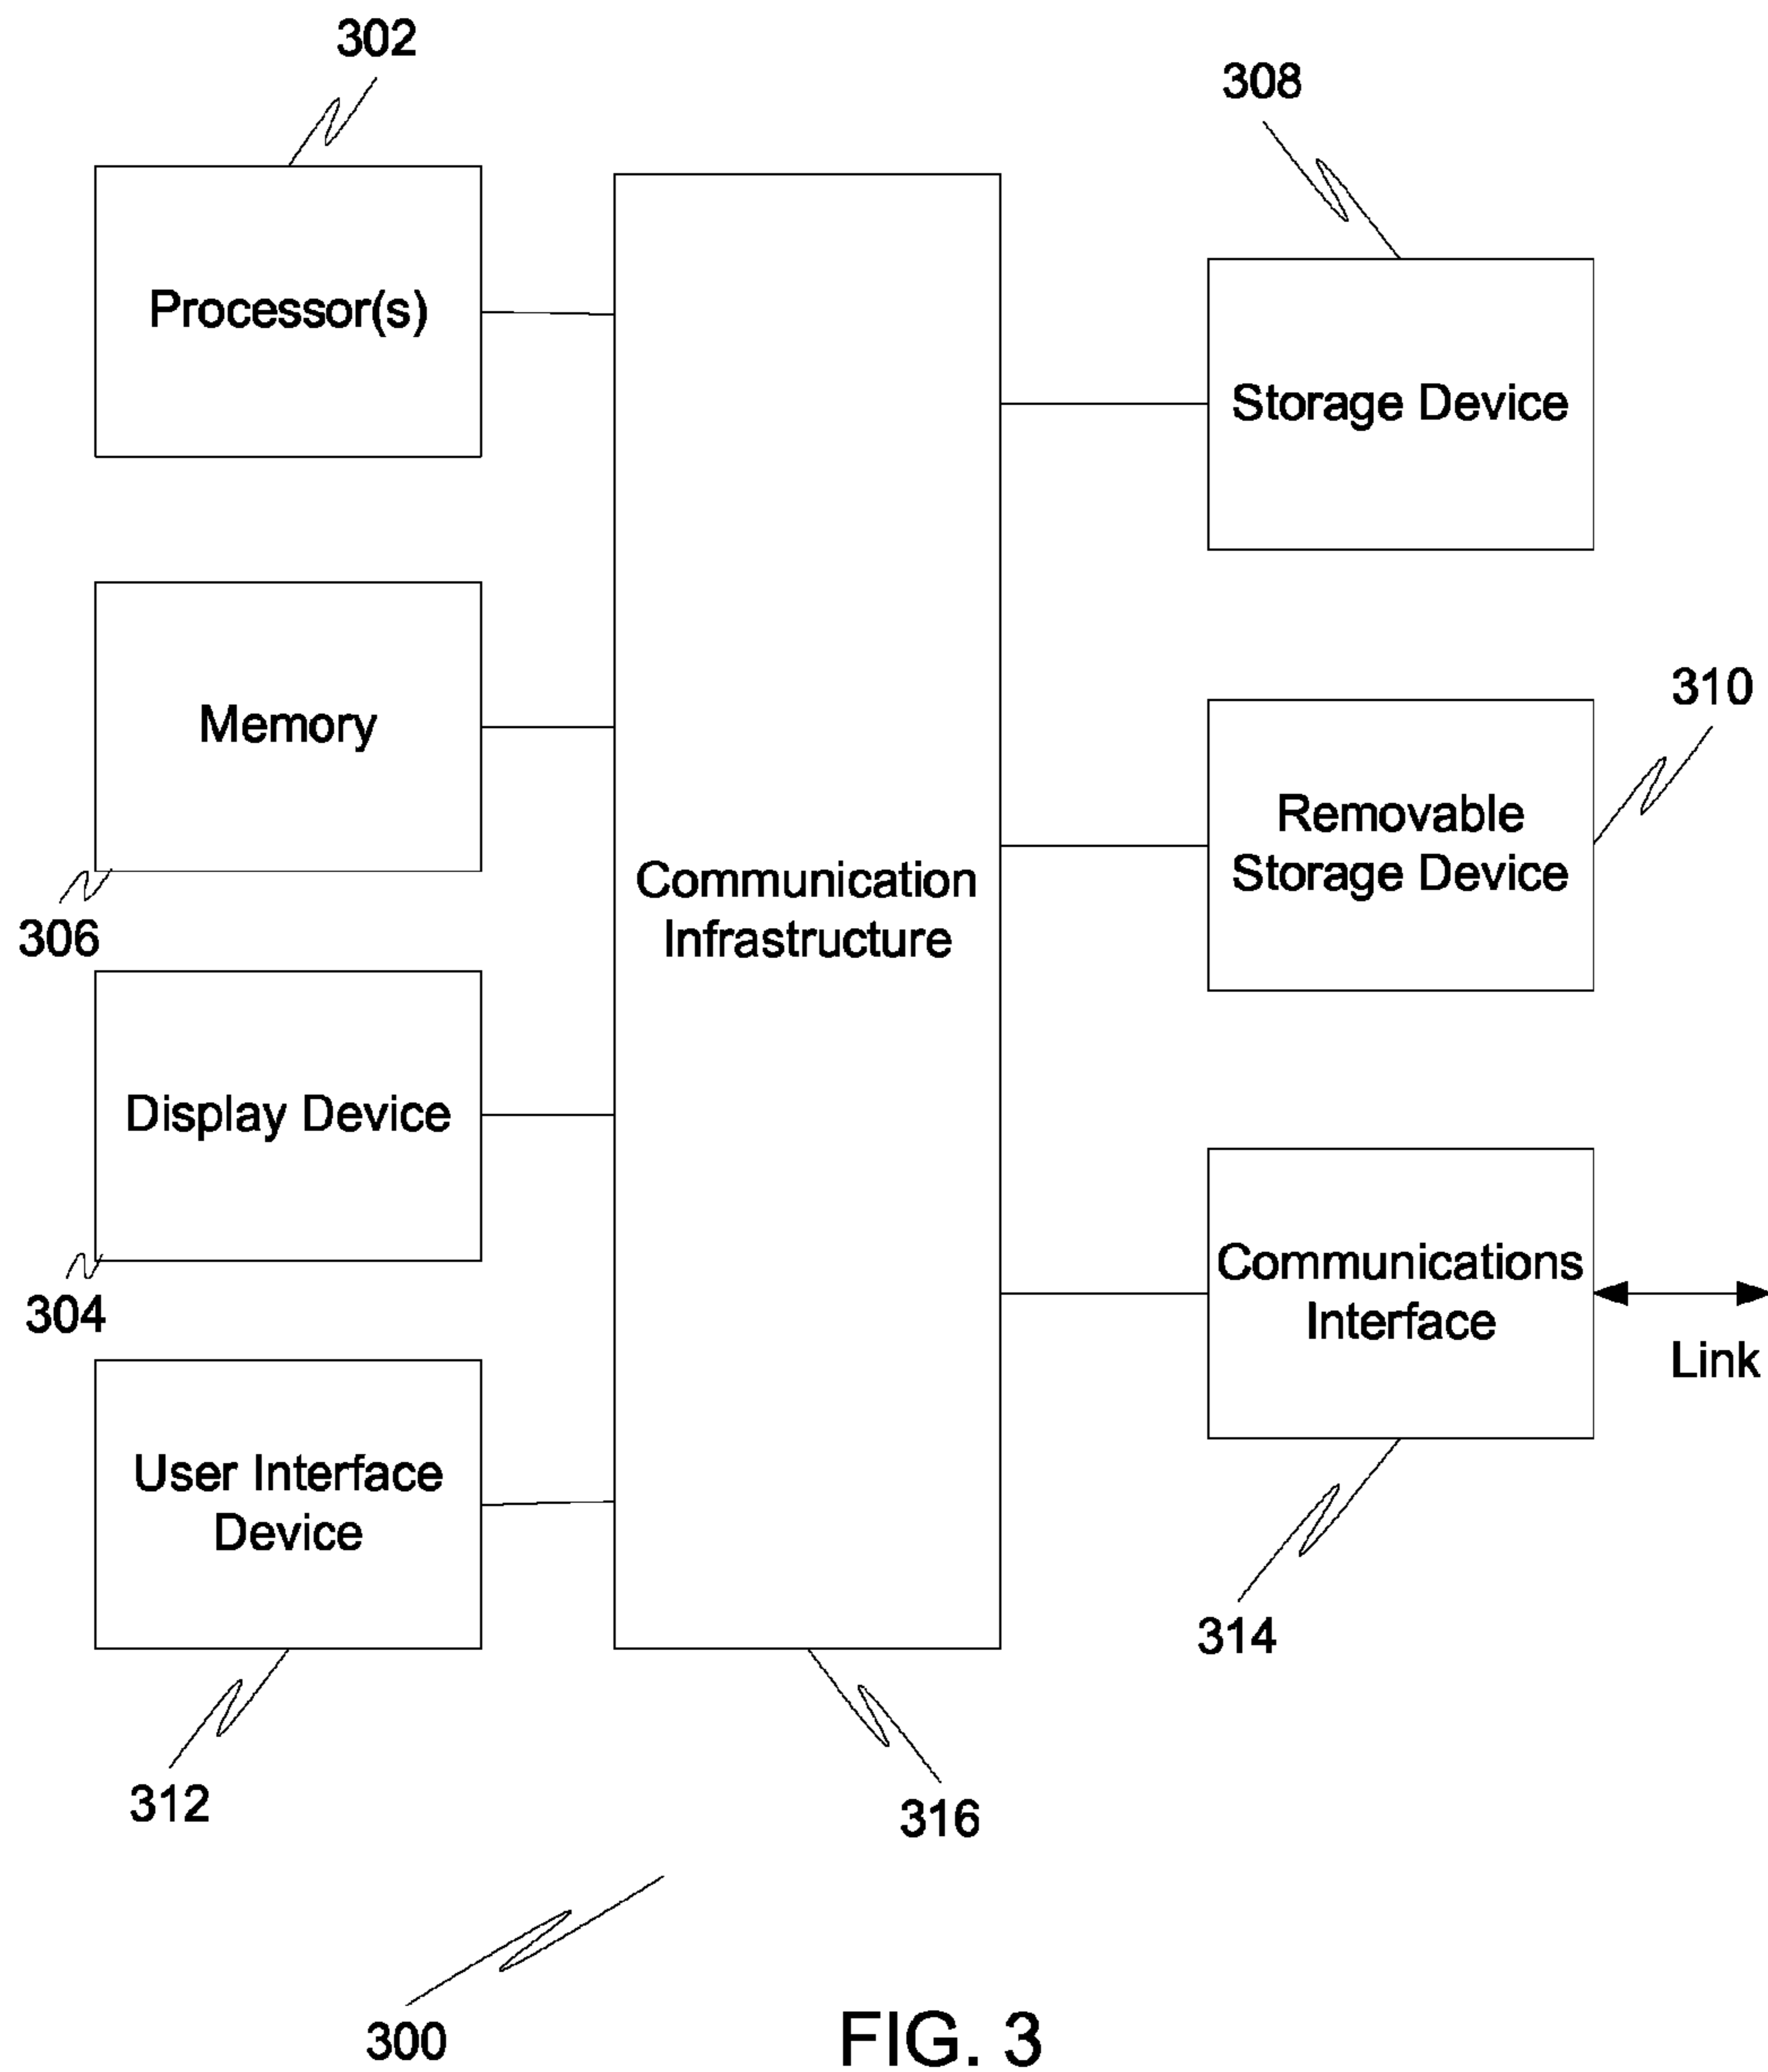 302
308
Processor(s)
Storage Device
310
Memory
Removable
Storage Device
Communication
Infrastructure
306
Display Device
Communications
Interface
304
Link
User Interface
Device
314
312
316
300
FIG. 3